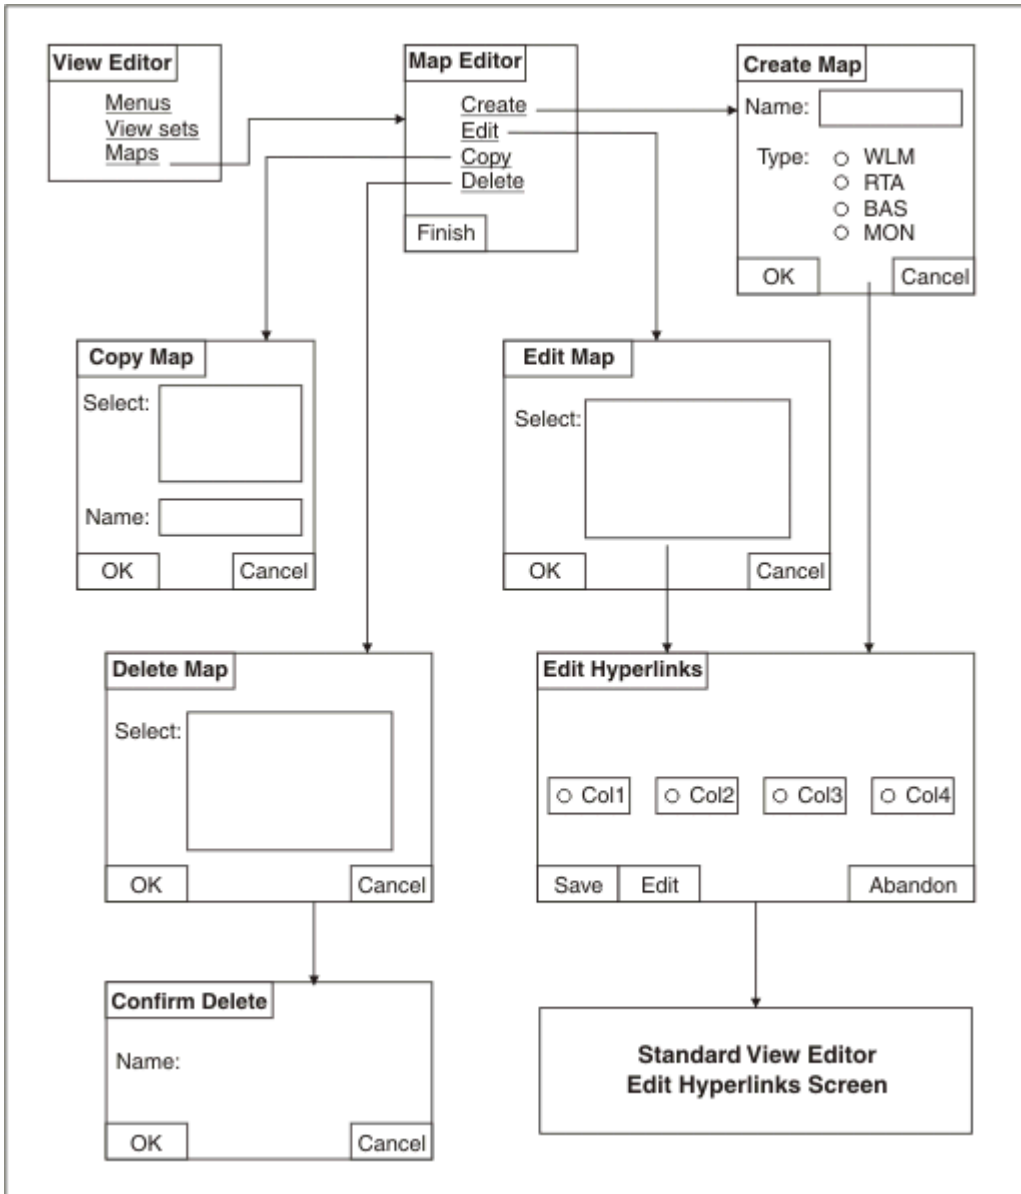 View Editor
Menus
View sets
Maps
Map Editor
Create
Edit
Copy
Delete
Finish
Create Map
Name:
Type:
WLM
RTA
BAS
MON
OK
Cancel
Copy Map
Select:
Name:
OK
Cancel
Edit Map
Select:
OK
Cancel
Delete Map
Select:
OK
Cancel
Edit Hyperlinks
Col1
Col2
Col3
Col4
Save
Edit
Abandon
Confirm Delete
Name:
OK
Cancel
Standard View Editor
Edit Hyperlinks Screen